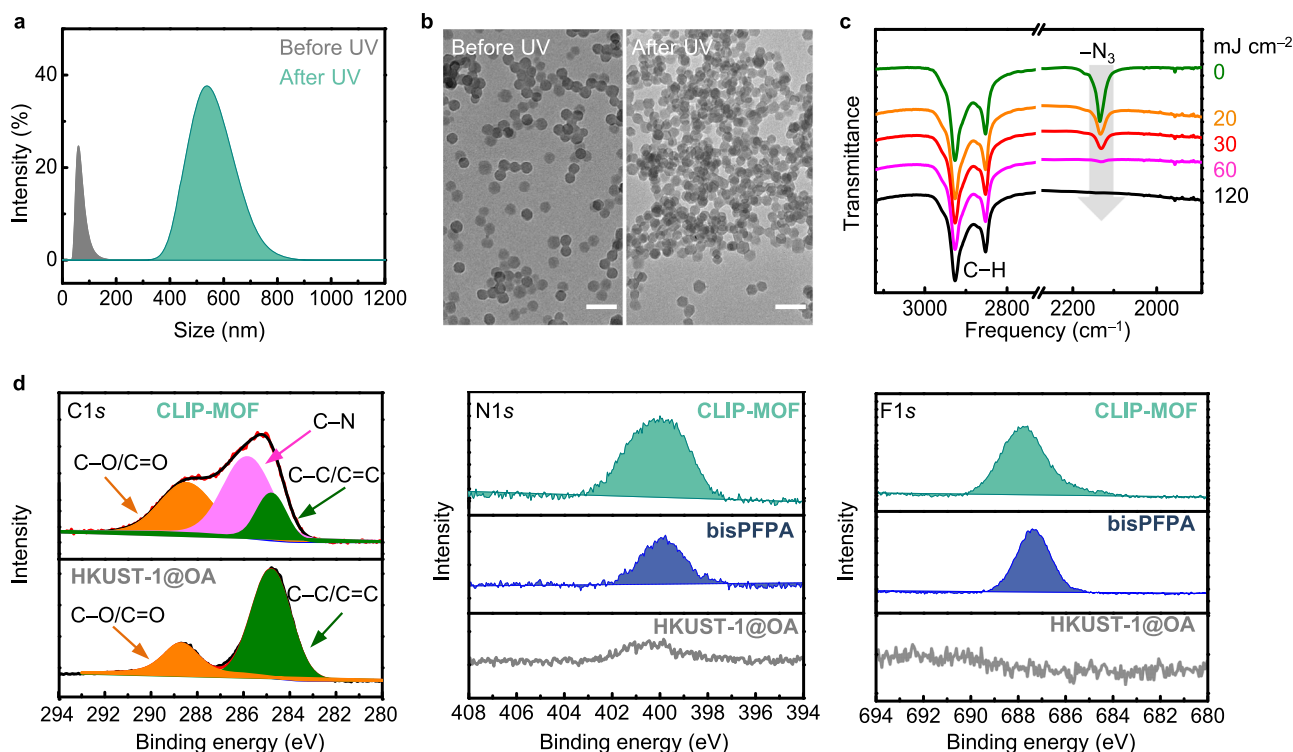 a
Before UV
After UV
Intensity (%)
40
20
0
0 200 400 600 800 1000 1200
Size (nm)
b
Before UV
After UV
c
–N₃
mJ cm⁻²
0
20
30
60
120
C–H
Transmittance
3000 2800 2200 2000
Frequency (cm⁻¹)
d
C1s
CLIP-MOF
C–N
C–O/C=O
C–C/C=C
HKUST-1@OA
C–O/C=O
C–C/C=C
Intensity
294 292 290 288 286 284 282 280
Binding energy (eV)
N1s
CLIP-MOF
bisPFPA
HKUST-1@OA
Intensity
408 406 404 402 400 398 396 394
Binding energy (eV)
F1s
CLIP-MOF
bisPFPA
HKUST-1@OA
Intensity
694 692 690 688 686 684 682 680
Binding energy (eV)